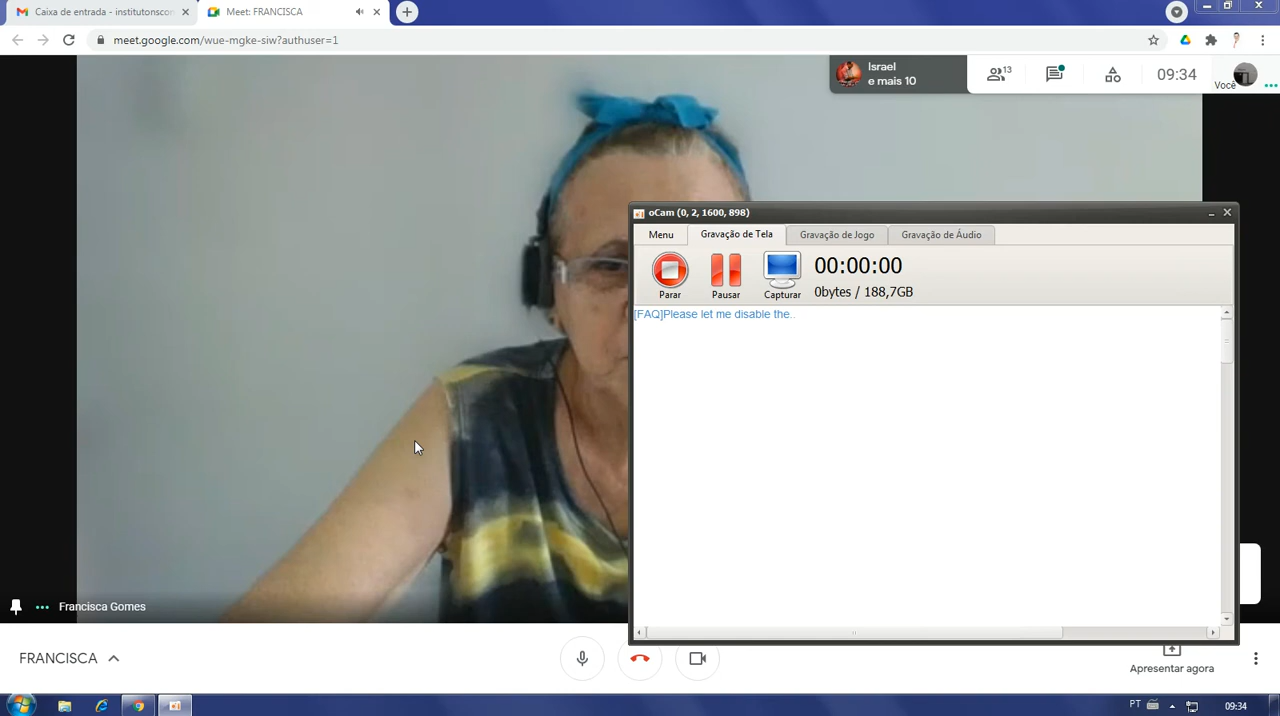 Caixa de entrada - institutonscon
Meet: FRANCISCA
meet.google.com/wue-mgke-siw?authuser=1
Israel
e mais 10
13
09:34
Você
oCam (0, 2, 1600, 898)
Menu
Gravação de Tela
Gravação de Jogo
Gravação de Áudio
Parar
Pausar
Capturar
00:00:00
0bytes / 188,7GB
[FAQ]Please let me disable the..
Francisca Gomes
FRANCISCA
Apresentar agora
PT
09:34